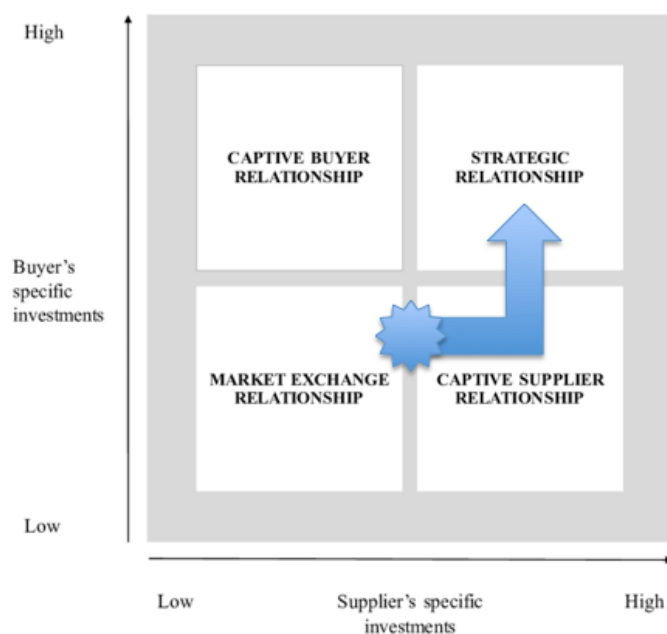 High
CAPTIVE BUYER
RELATIONSHIP
STRATEGIC
RELATIONSHIP
Buyer’s
specific
investments
MARKET EXCHANGE
RELATIONSHIP
CAPTIVE SUPPLIER
RELATIONSHIP
Low
Low
Supplier’s specific
investments
High